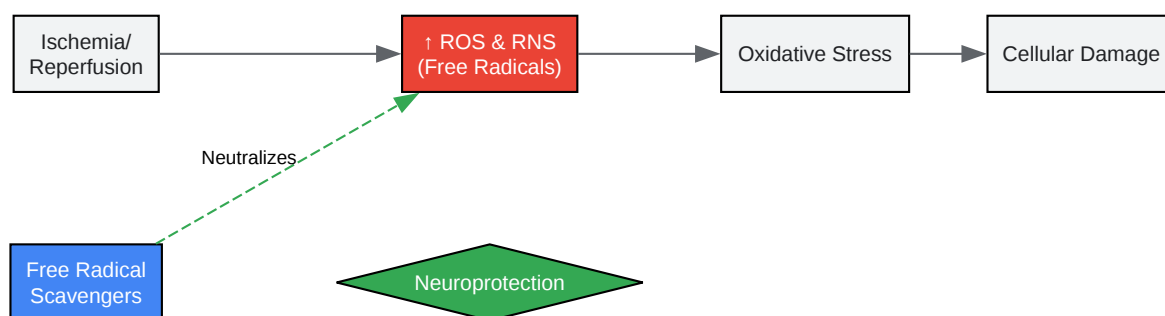 Ischemia/
Reperfusion
↑ ROS & RNS
(Free Radicals)
Oxidative Stress
Cellular Damage
Neutralizes
Free Radical
Scavengers
Neuroprotection